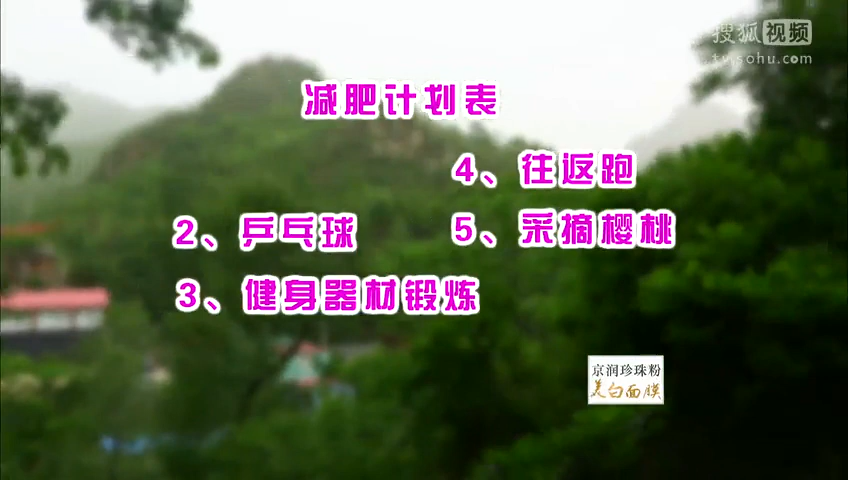 搜狐视频
tv.sohu.com
减肥计划表
4、往返跑
2、乒乓球
5、采摘樱桃
3、健身器材锻炼
京润珍珠粉
美白面膜